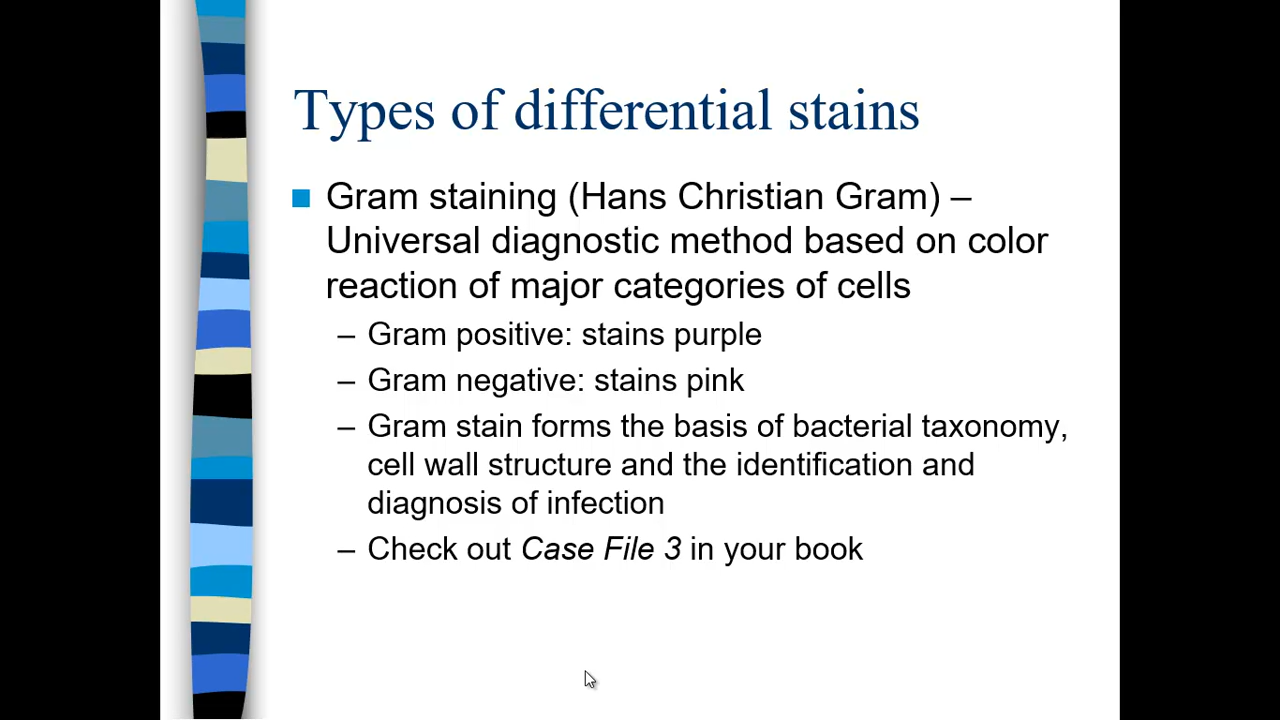 Types of differential stains
Gram staining (Hans Christian Gram) –
Universal diagnostic method based on color
reaction of major categories of cells
– Gram positive: stains purple
– Gram negative: stains pink
– Gram stain forms the basis of bacterial taxonomy,
cell wall structure and the identification and
diagnosis of infection
– Check out Case File 3 in your book